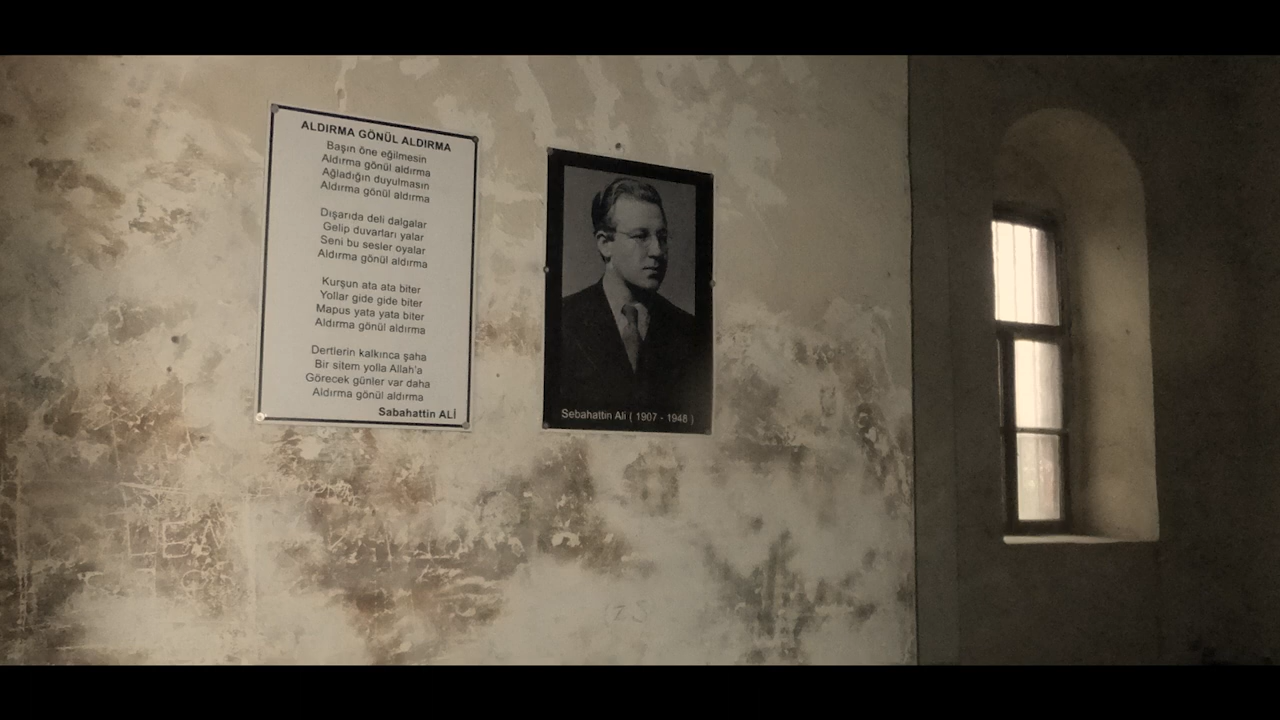 ALDIRMA GÖNÜL ALDIRMA
Başın öne eğilmesin
Aldırma gönül aldırma
Ağladığın duyulmasın
Aldırma gönül aldırma
Dışarıda deli dalgalar
Gelip duvarları yalar
Seni bu sesler oyalar
Aldırma gönül aldırma
Kurşun ata ata biter
Yollar gide gide biter
Mapus yata yata biter
Aldırma gönül aldırma
Dertlerin kalkınca şaha
Bir sitem yolla Allah'a
Görecek günler var daha
Aldırma gönül aldırma
Sabahattin ALİ
Sebahattin Ali ( 1907 - 1948 )